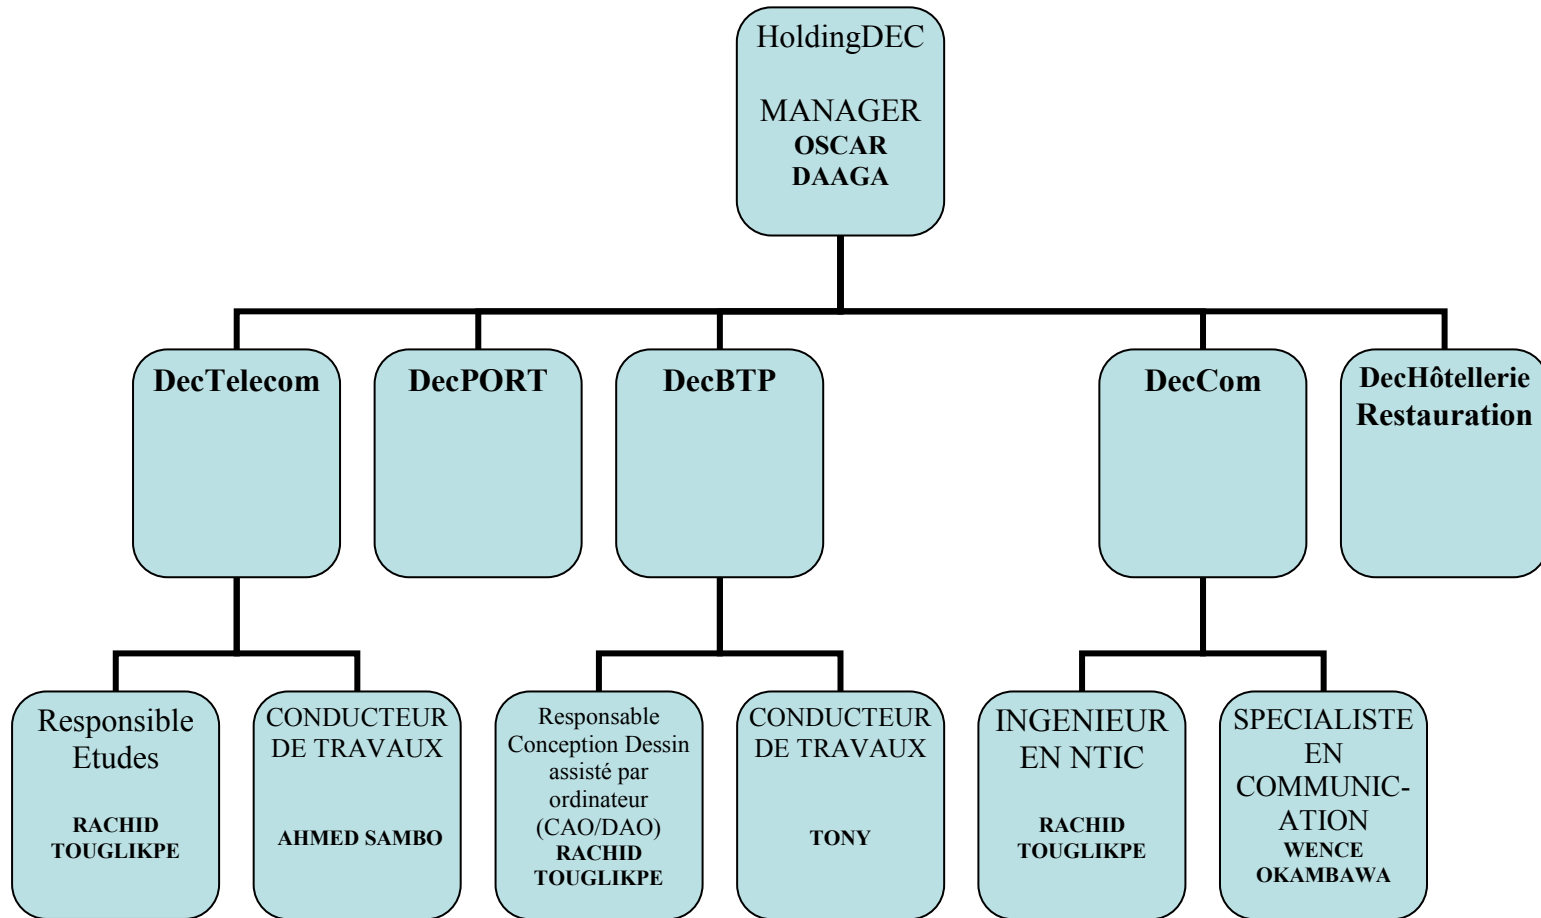 HoldingDEC
MANAGER
OSCAR
DAAGA
DecTelecom
DecPORT
DecBTP
DecCom
DecHôtellerie
Restauration
Responsible
Etudes
RACHID
TOUGLIKPE
CONDUCTEUR
DE TRAVAUX
AHMED SAMBO
Responsable
Conception Dessin
assisté par
ordinateur
(CAO/DAO)
RACHID
TOUGLIKPE
CONDUCTEUR
DE TRAVAUX
TONY
INGENIEUR
EN NTIC
RACHID
TOUGLIKPE
SPECIALISTE
EN
COMMUNIC-
ATION
WENCE
OKAMBAWA